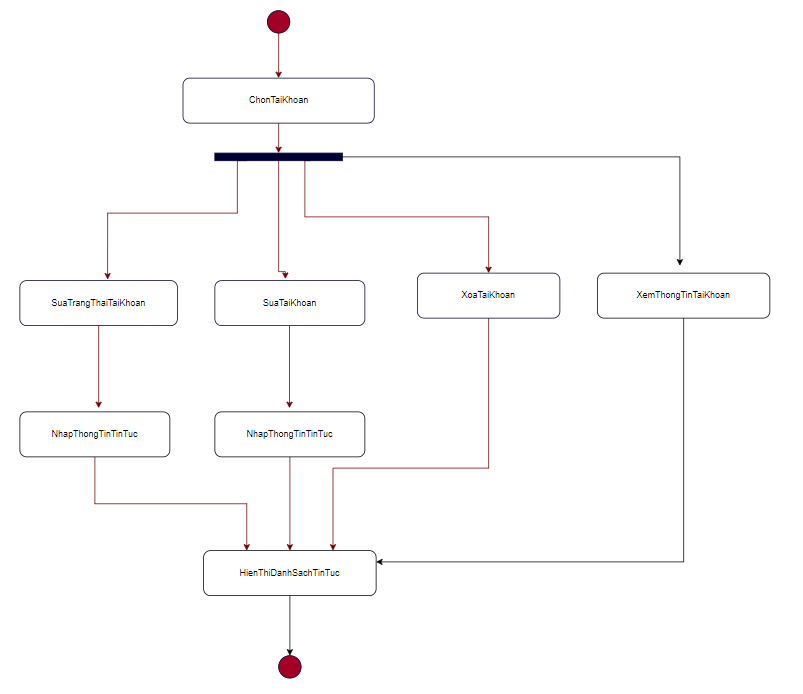 ChonTaiKhoan
SuaTrangThaiTaiKhoan
SuaTaiKhoan
XoaTaiKhoan
XemThongTinTaiKhoan
NhapThongTinTinTuc
NhapThongTinTinTuc
HienThiDanhSachTinTuc